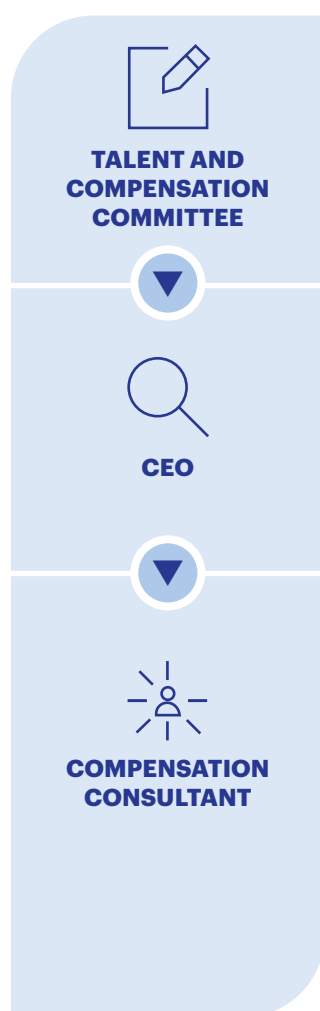 TALENT AND
COMPENSATION
COMMITTEE
CEO
COMPENSATION
CONSULTANT